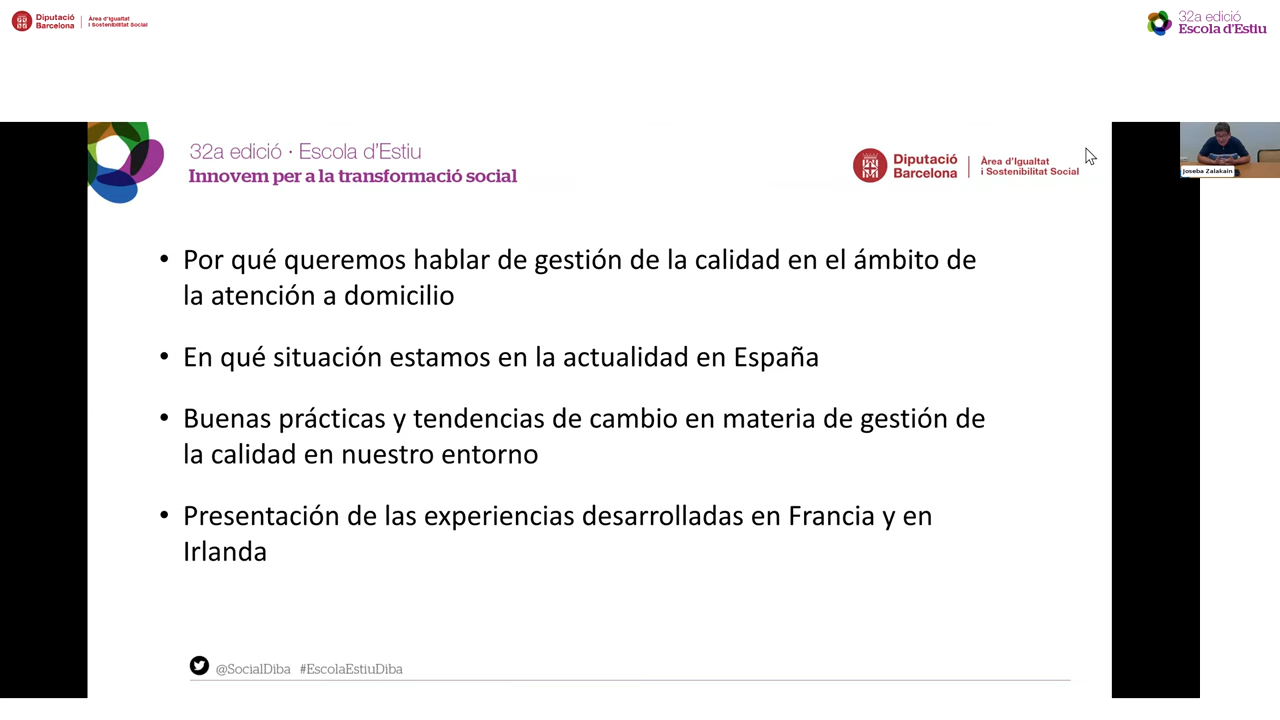 Diputació
Barcelona
Àrea d'Igualtat
i Sostenibilitat Social
32a edició
Escola d'Estiu
32a edició · Escola d'Estiu
Innovem per a la transformació social
Diputació
Barcelona
Àrea d'Igualtat
i Sostenibilitat Social
Joseba Zalakain
• Por qué queremos hablar de gestión de la calidad en el ámbito de
la atención a domicilio
• En qué situación estamos en la actualidad en España
• Buenas prácticas y tendencias de cambio en materia de gestión de
la calidad en nuestro entorno
• Presentación de las experiencias desarrolladas en Francia y en
Irlanda
@SocialDiba #EscolaEstiuDiba